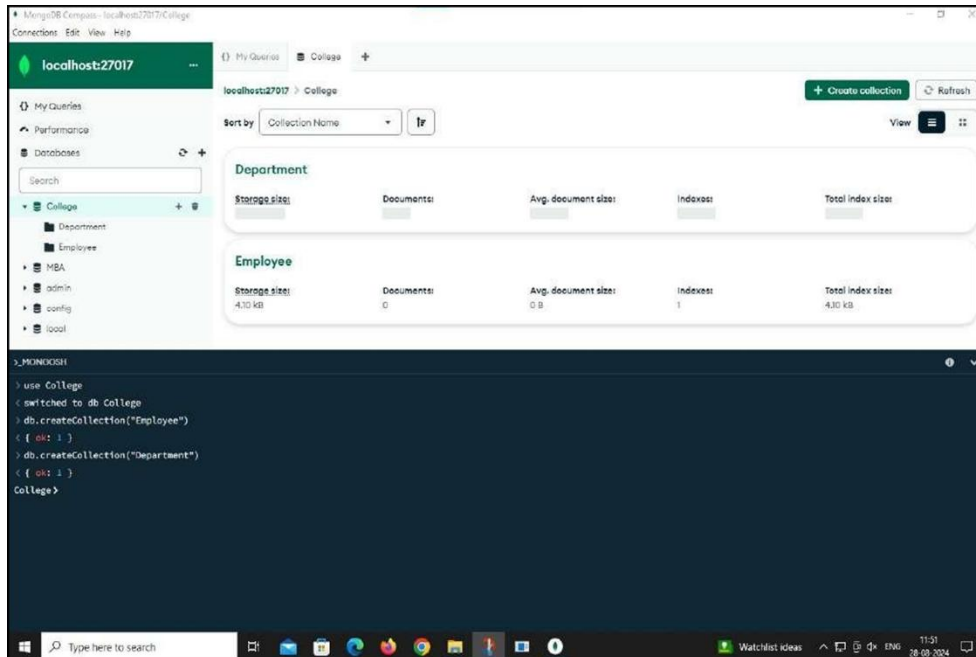 MongoDB Compass - localhost:27017/College
Connections Edit View Help
localhost:27017
{} My Queries
College
+
My Queries
Performance
Databases
Search
College
Department
Employee
MBA
admin
config
local
localhost:27017 > College
+ Create collection
Refresh
Sort by Collection Name
View
Department
Storage size: Documents: Avg. document size: Indexes: Total index size:
Employee
Storage size: Documents: Avg. document size: Indexes: Total index size:
4.10 kB 0 0 B 1 4.10 kB
>_MONGOSH
> use College
< switched to db College
> db.createCollection("Employee")
< { ok: 1 }
> db.createCollection("Department")
< { ok: 1 }
College>
Type here to search
Watchlist ideas
ENG
11:51
28-08-2024